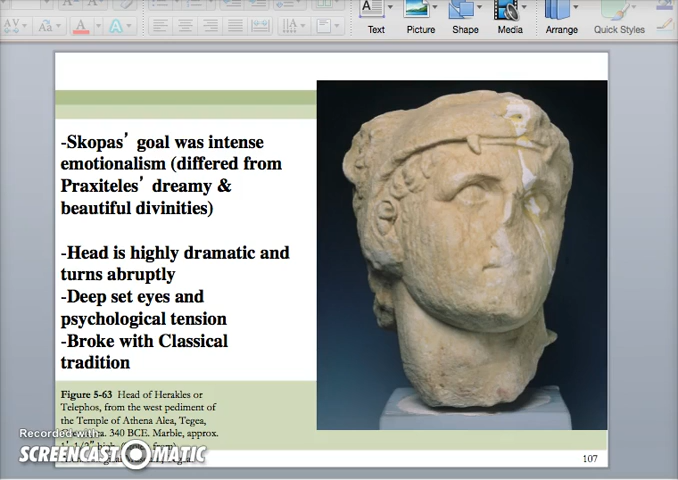 Text
Picture
Shape
Media
Arrange
Quick Styles
-Skopas’ goal was intense
emotionalism (differed from
Praxiteles’ dreamy &
beautiful divinities)
-Head is highly dramatic and
turns abruptly
-Deep set eyes and
psychological tension
-Broke with Classical
tradition
Figure 5-63 Head of Herakles or
Telephos, from the west pediment of
the Temple of Athena Alea, Tegea,
340 BCE. Marble, approx.
Recorded with
SCREENCAST MATIC
107